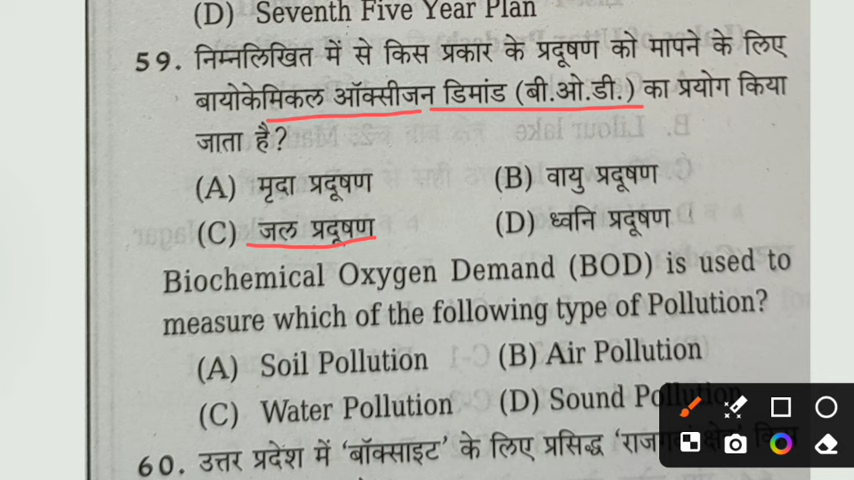 (D) Seventh Five Year Plan
59. निम्नलिखित में से किस प्रकार के प्रदूषण को मापने के लिए
बायोकेमिकल ऑक्सीजन डिमांड (बी.ओ.डी.) का प्रयोग किया
जाता है?
(A) मृदा प्रदूषण (B) वायु प्रदूषण
(C) जल प्रदूषण (D) ध्वनि प्रदूषण
Biochemical Oxygen Demand (BOD) is used to
measure which of the following type of Pollution?
(A) Soil Pollution (B) Air Pollution
(C) Water Pollution (D) Sound Pollution
60. उत्तर प्रदेश में 'बॉक्साइट' के लिए प्रसिद्ध